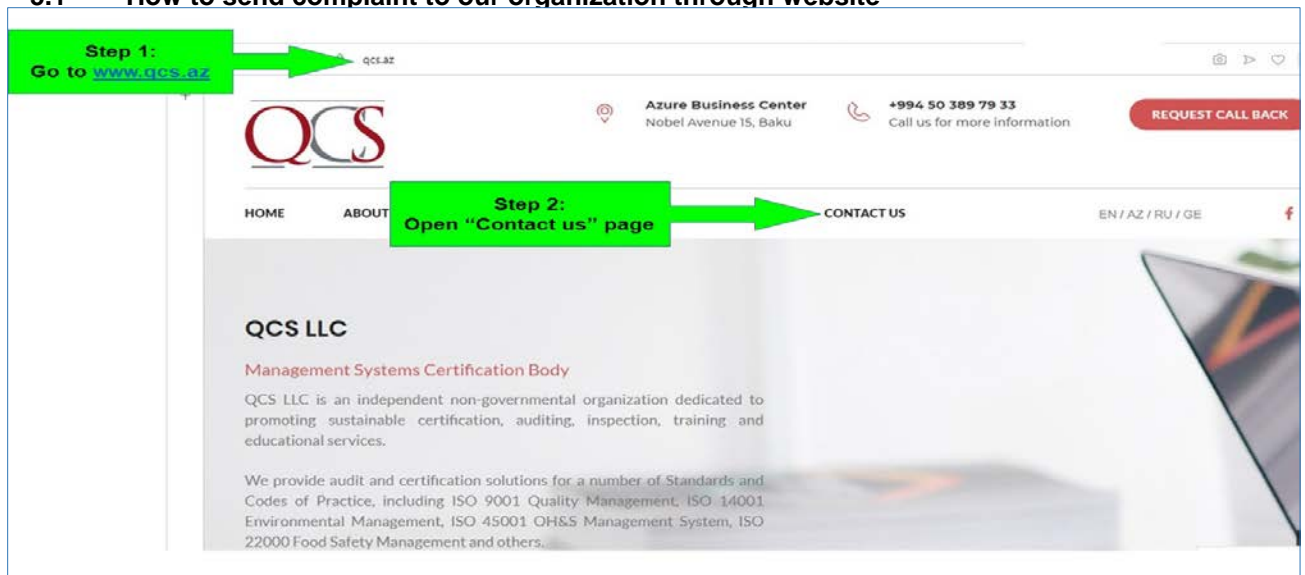 How to send complaint to our organization through website
Step 1:
Go to www.qcs.az
qcs.az
QCS
Azure Business Center
Nobel Avenue 15, Baku
+994 50 389 79 33
Call us for more information
REQUEST CALL BACK
HOME
ABOUT
Step 2:
Open “Contact us” page
CONTACT US
EN / AZ / RU / GE
QCS LLC
Management Systems Certification Body
QCS LLC is an independent non-governmental organization dedicated to
promoting sustainable certification, auditing, inspection, training and
educational services.
We provide audit and certification solutions for a number of Standards and
Codes of Practice, including ISO 9001 Quality Management, ISO 14001
Environmental Management, ISO 45001 OH&S Management System, ISO
22000 Food Safety Management and others.